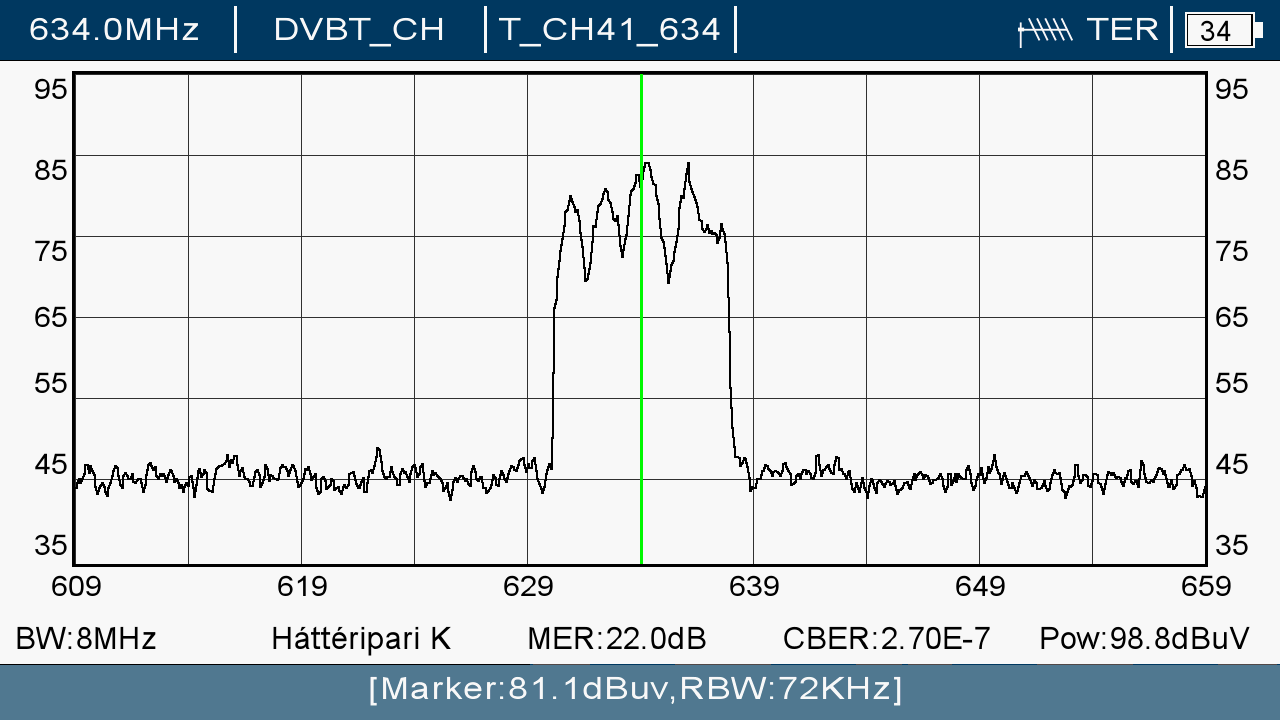 634.0MHz DVBT_CH T_CH41_634 TER 34
95 95
85 85
75 75
65 65
55 55
45 45
35 35
609 619 629 639 649 659
BW:8MHz Háttéripari K MER:22.0dB CBER:2.70E-7 Pow:98.8dBuV
[Marker:81.1dBuv,RBW:72KHz]